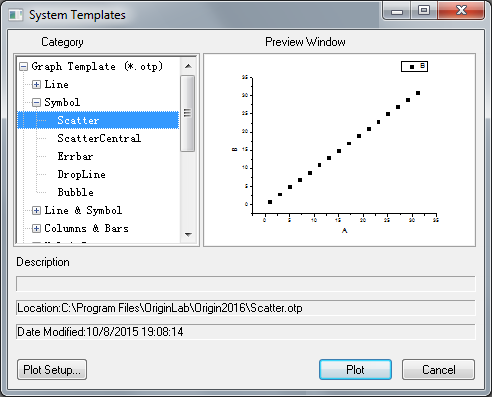 System Templates
Category
Preview Window
Graph Template (*.otp)
Line
Symbol
Scatter
ScatterCentral
Errbar
DropLine
Bubble
Line & Symbol
Columns & Bars
B
35
30
25
20
15
10
5
0
B
0 5 10 15 20 25 30 35
A
Description
Location:C:\Program Files\OriginLab\Origin2016\Scatter.otp
Date Modified:10/8/2015 19:08:14
Plot Setup...
Plot
Cancel